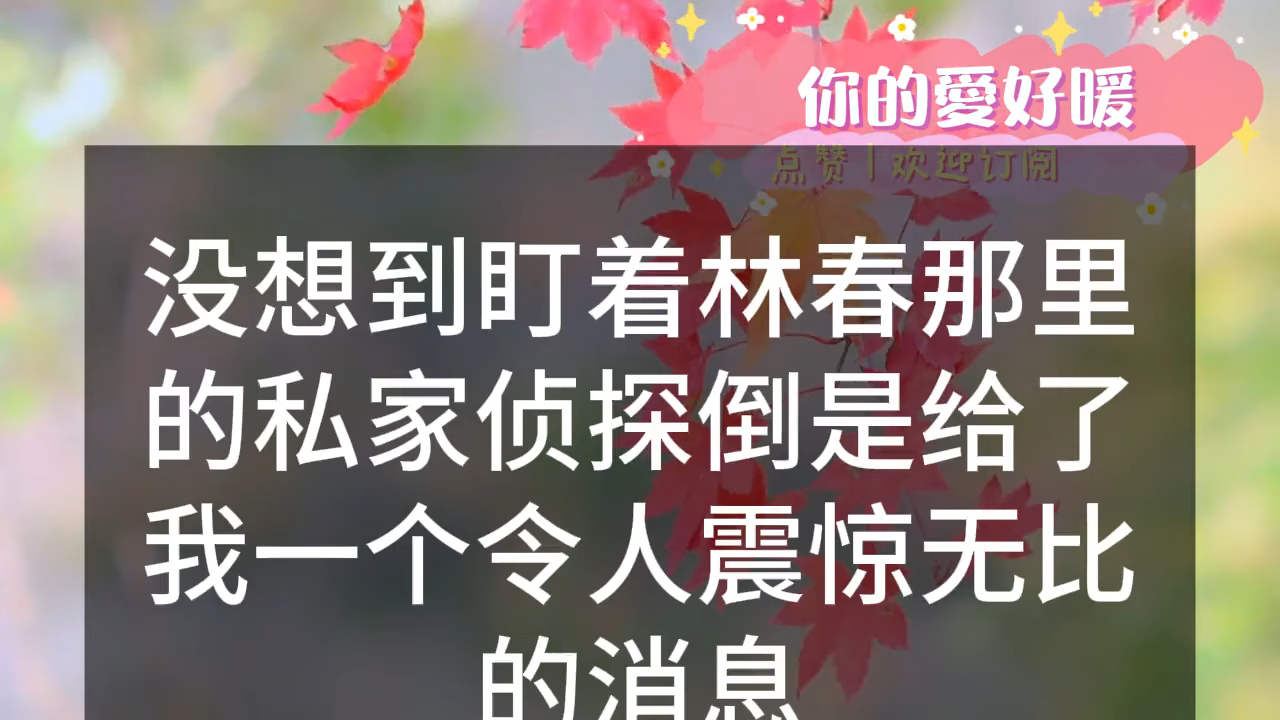 你的愛好暖
点赞|欢迎订阅
没想到盯着林春那里
的私家侦探倒是给了
我一个令人震惊无比
的消息